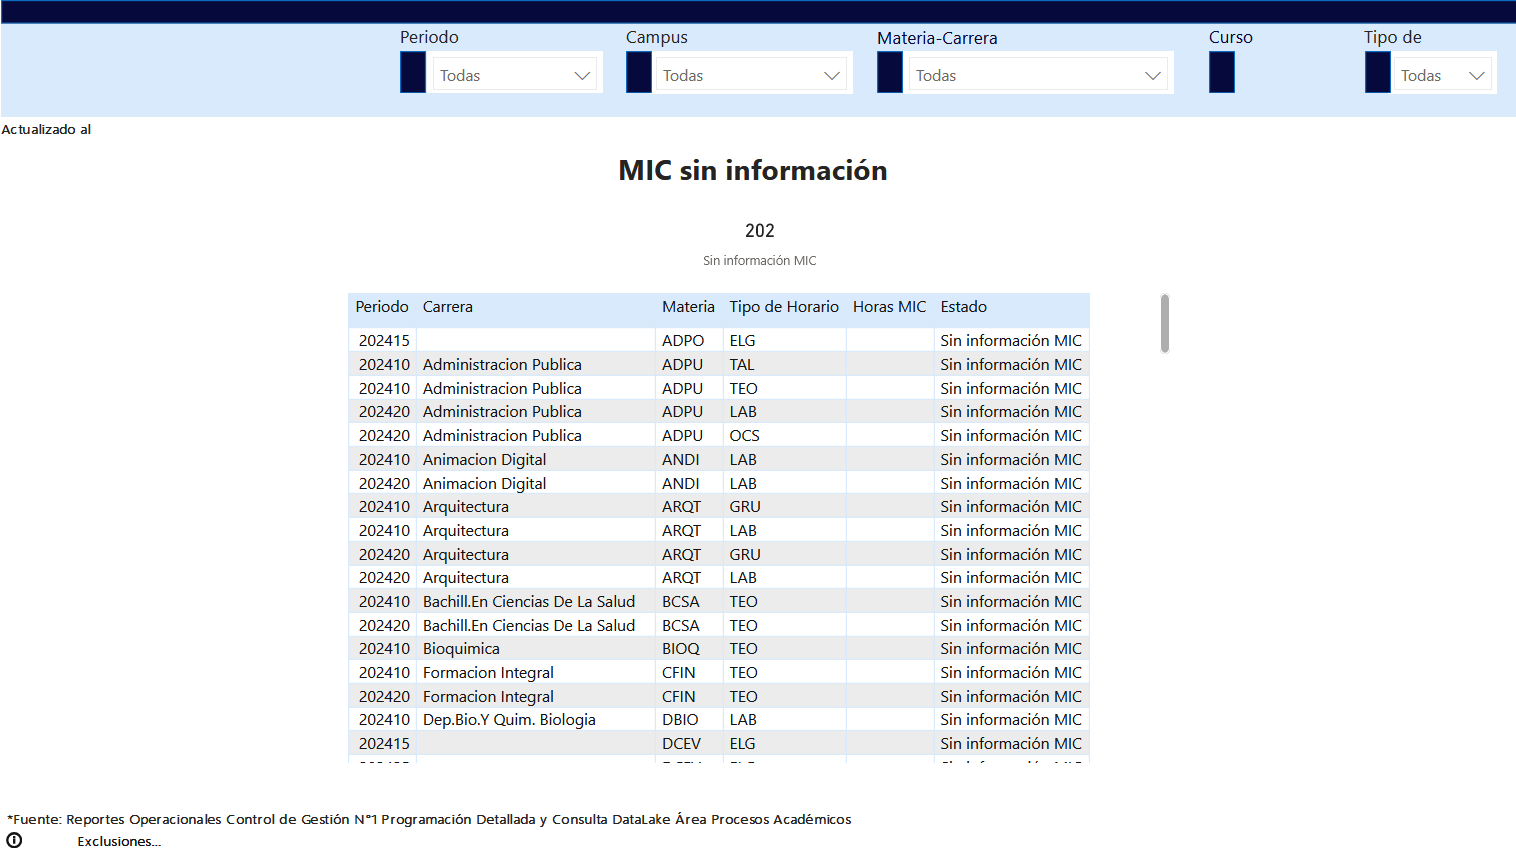 Periodo Campus Materia-Carrera Curso Tipo de
Todas Todas Todas Todas
Actualizado al
MIC sin información
202
Sin información MIC
Periodo Carrera Materia Tipo de Horario Horas MIC Estado
202415 ADPO ELG Sin información MIC
202410 Administracion Publica ADPU TAL Sin información MIC
202410 Administracion Publica ADPU TEO Sin información MIC
202420 Administracion Publica ADPU LAB Sin información MIC
202420 Administracion Publica ADPU OCS Sin información MIC
202410 Animacion Digital ANDI LAB Sin información MIC
202420 Animacion Digital ANDI LAB Sin información MIC
202410 Arquitectura ARQT GRU Sin información MIC
202410 Arquitectura ARQT LAB Sin información MIC
202420 Arquitectura ARQT GRU Sin información MIC
202420 Arquitectura ARQT LAB Sin información MIC
202410 Bachill.En Ciencias De La Salud BCSA TEO Sin información MIC
202420 Bachill.En Ciencias De La Salud BCSA TEO Sin información MIC
202410 Bioquimica BIOQ TEO Sin información MIC
202410 Formacion Integral CFIN TEO Sin información MIC
202420 Formacion Integral CFIN TEO Sin información MIC
202410 Dep.Bio.Y Quim. Biologia DBIO LAB Sin información MIC
202415 DCEV ELG Sin información MIC
*Fuente: Reportes Operacionales Control de Gestión N°1 Programación Detallada y Consulta DataLake Área Procesos Académicos
Exclusiones...